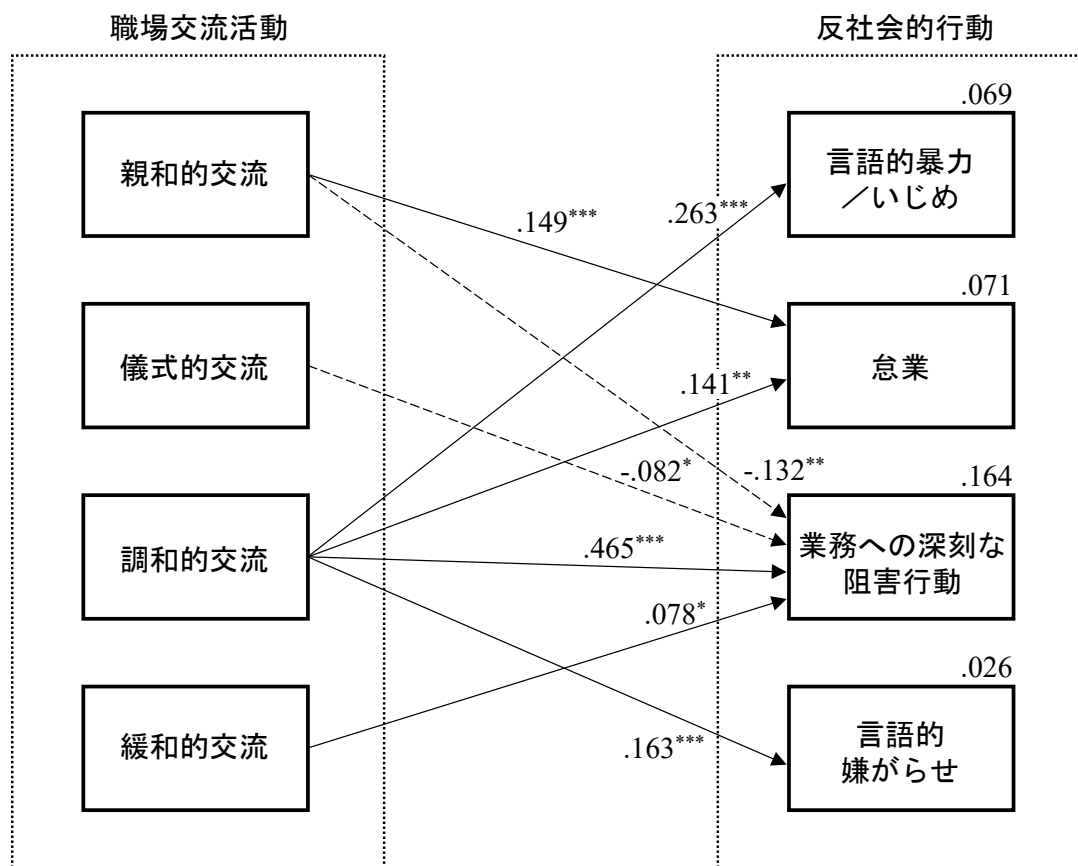 職場交流活動
反社会的行動
親和的交流
儀式的交流
調和的交流
緩和的交流
.149***
.263***
.141**
-.082*
-.132**
.465***
.078*
.163***
.069
言語的暴力
／いじめ
.071
怠業
.164
業務への深刻な
阻害行動
.026
言語的
嫌がらせ